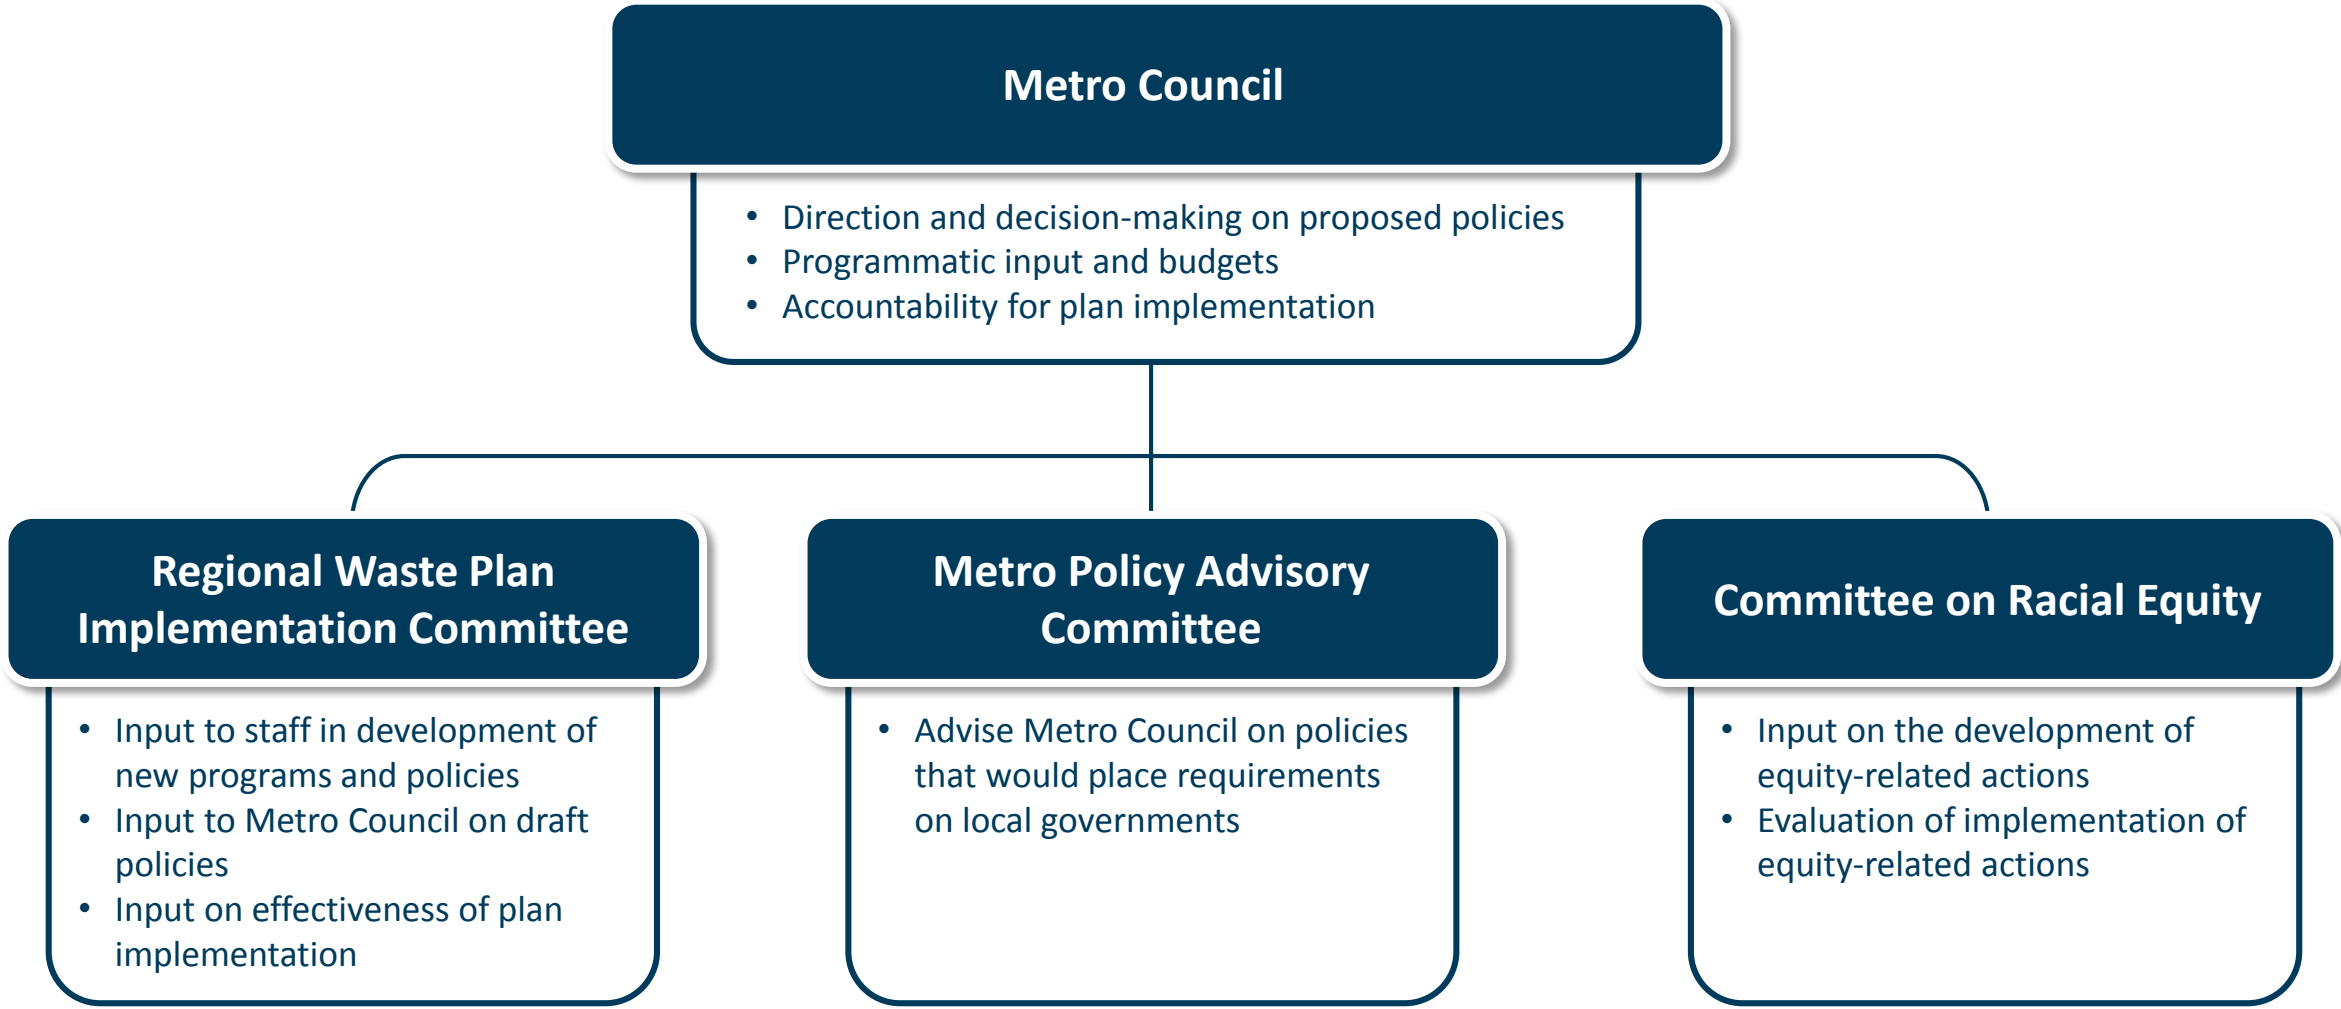 Metro Council
• Direction and decision-making on proposed policies
• Programmatic input and budgets
• Accountability for plan implementation
Regional Waste Plan
Implementation Committee
• Input to staff in development of
new programs and policies
• Input to Metro Council on draft
policies
• Input on effectiveness of plan
implementation
Metro Policy Advisory
Committee
• Advise Metro Council on policies
that would place requirements
on local governments
Committee on Racial Equity
• Input on the development of
equity-related actions
• Evaluation of implementation of
equity-related actions